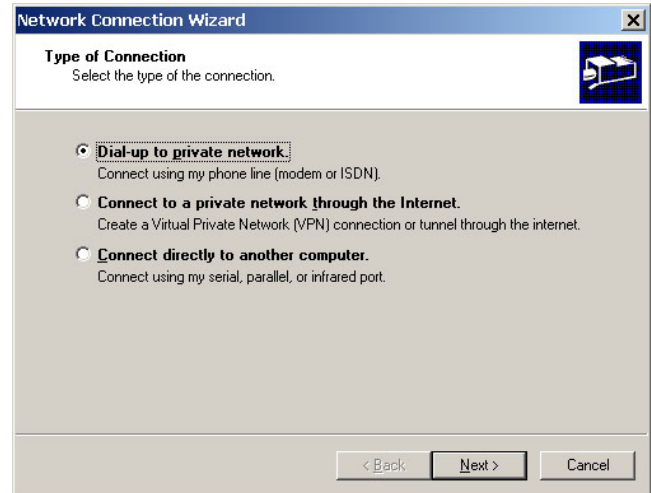 Network Connection Wizard
Type of Connection
Select the type of the connection.
Dial-up to private network.
Connect using my phone line (modem or ISDN).
Connect to a private network through the Internet.
Create a Virtual Private Network (VPN) connection or tunnel through the internet.
Connect directly to another computer.
Connect using my serial, parallel, or infrared port.
< Back Next > Cancel